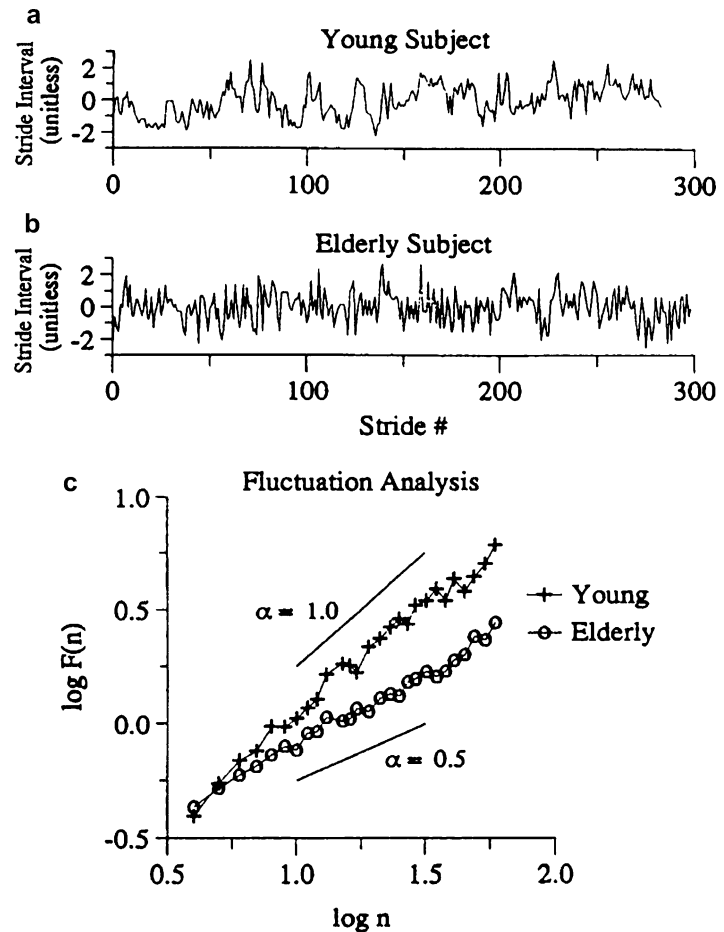 a
Young Subject
Stride Interval
(unitless)
2
0
-2
0
100
200
300
b
Elderly Subject
Stride Interval
(unitless)
2
0
-2
0
100
200
300
Stride #
c
Fluctuation Analysis
log F(n)
1.0
0.5
0.0
-0.5
α = 1.0
α = 0.5
Young
Elderly
0.5
1.0
1.5
2.0
log n